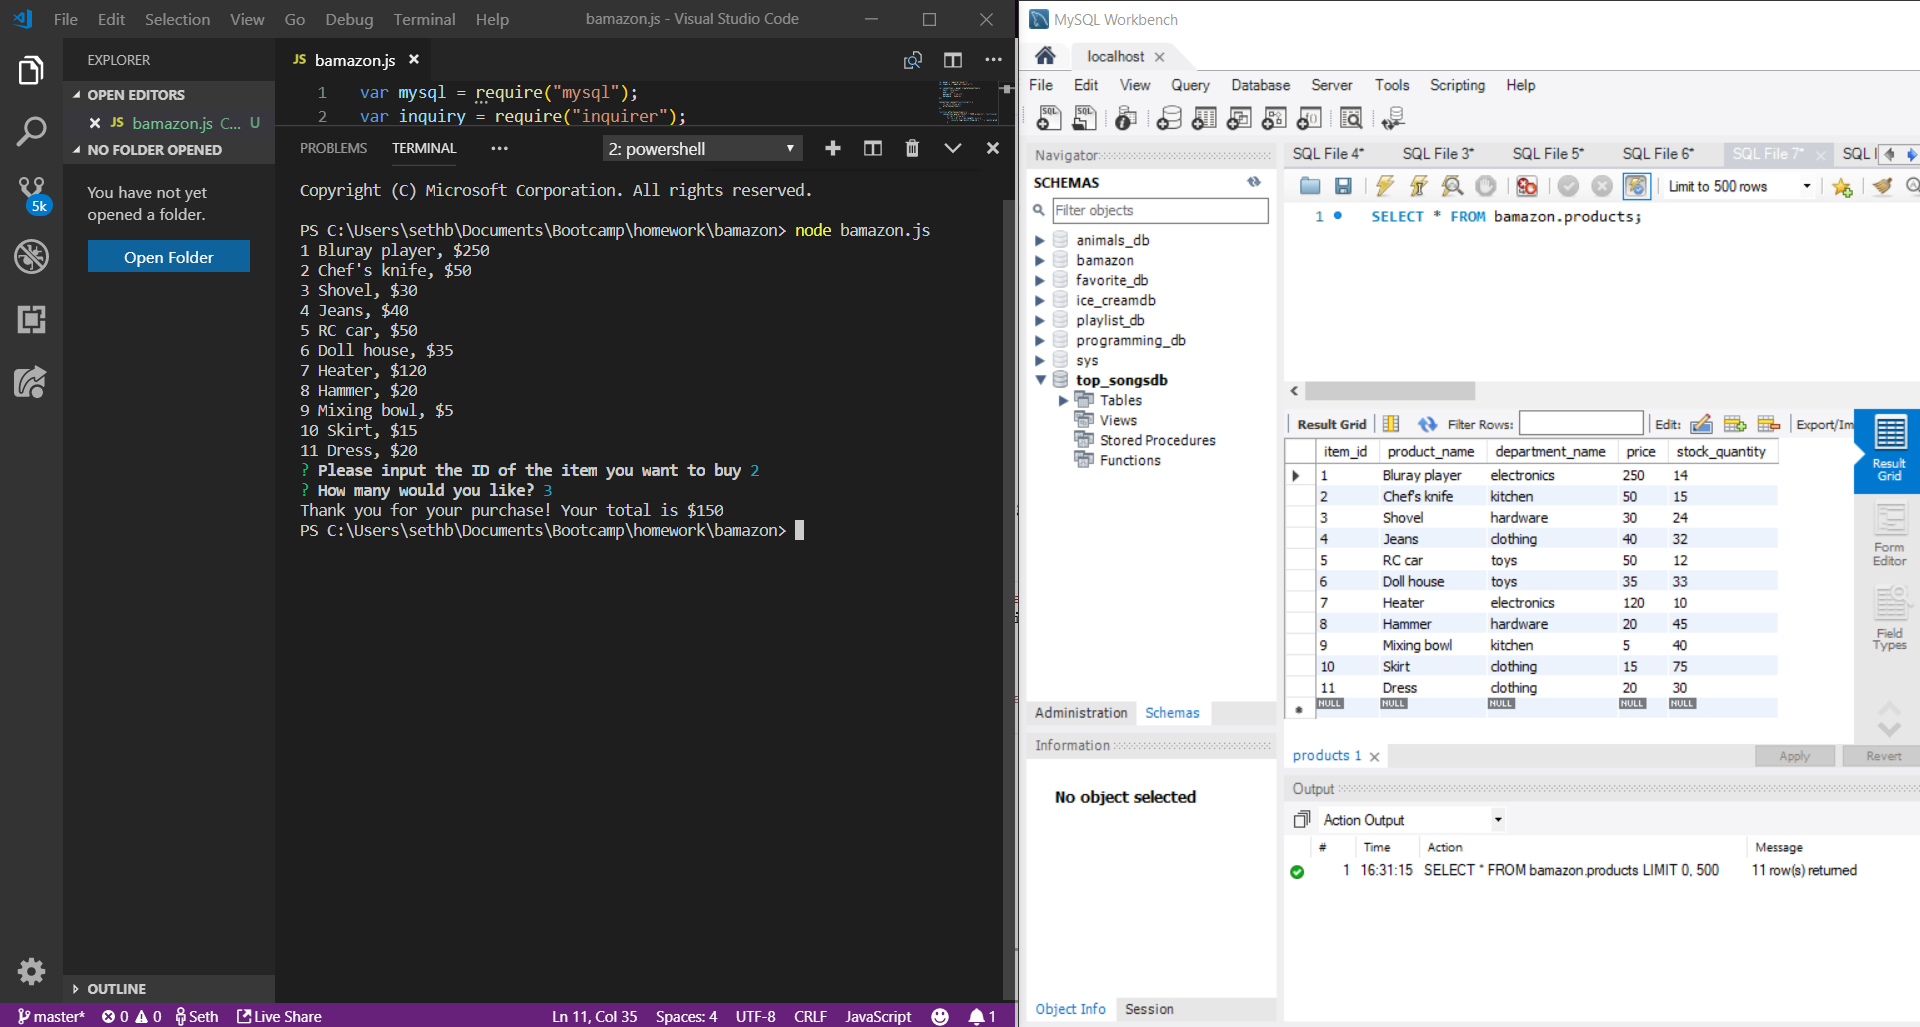 File Edit Selection View Go Debug Terminal Help bamazon.js - Visual Studio Code
EXPLORER
OPEN EDITORS
JS bamazon.js C... U
NO FOLDER OPENED
You have not yet
opened a folder.
Open Folder
5k
OUTLINE
JS bamazon.js
1 var mysql = require("mysql");
2 var inquiry = require("inquirer");
PROBLEMS TERMINAL ••• 2: powershell
Copyright (C) Microsoft Corporation. All rights reserved.
PS C:\Users\sethb\Documents\Bootcamp\homework\bamazon> node bamazon.js
1 Bluray player, $250
2 Chef's knife, $50
3 Shovel, $30
4 Jeans, $40
5 RC car, $50
6 Doll house, $35
7 Heater, $120
8 Hammer, $20
9 Mixing bowl, $5
10 Skirt, $15
11 Dress, $20
? Please input the ID of the item you want to buy 2
? How many would you like? 3
Thank you for your purchase! Your total is $150
PS C:\Users\sethb\Documents\Bootcamp\homework\bamazon>
master* 0 0 Seth Live Share Ln 11, Col 35 Spaces: 4 UTF-8 CRLF JavaScript 1
MySQL Workbench
localhost
File Edit View Query Database Server Tools Scripting Help
Navigator
SCHEMAS
Filter objects
animals_db
bamazon
favorite_db
ice_creamdb
playlist_db
programming_db
sys
top_songsdb
Tables
Views
Stored Procedures
Functions
Administration Schemas
Information
No object selected
Object Info Session
SQL File 4* SQL File 3* SQL File 5* SQL File 6* SQL File 7* SQL
Limit to 500 rows
1 SELECT * FROM bamazon.products;
Result Grid Filter Rows: Edit: Export/Im
item_id product_name department_name price stock_quantity
1 Bluray player electronics 250 14
2 Chef's knife kitchen 50 15
3 Shovel hardware 30 24
4 Jeans clothing 40 32
5 RC car toys 50 12
6 Doll house toys 35 33
7 Heater electronics 120 10
8 Hammer hardware 20 45
9 Mixing bowl kitchen 5 40
10 Skirt clothing 15 75
11 Dress clothing 20 30
NULL NULL NULL NULL NULL
Result
Grid
Form
Editor
Field
Types
products 1 Apply Revert
Output
Action Output
# Time Action Message
1 16:31:15 SELECT * FROM bamazon.products LIMIT 0, 500 11 row(s) returned